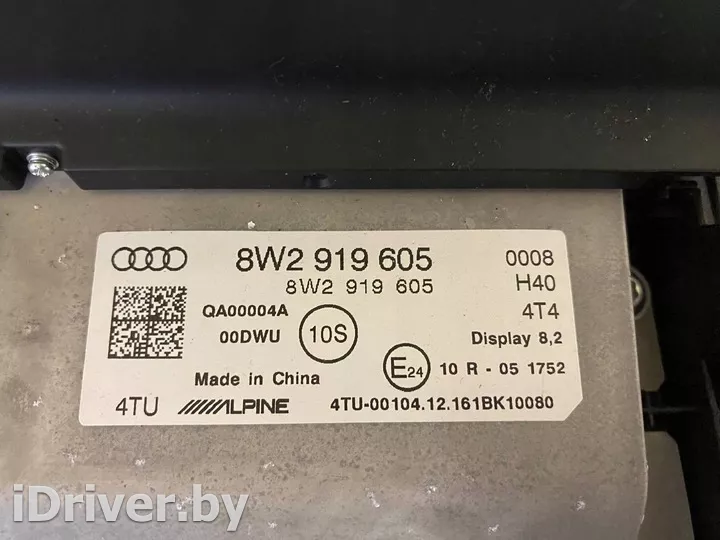 8W2 919 605
8W2 919 605
0008
H40
4T4
QA00004A
00DWU
10S
Display 8,2
E24
10 R - 05 1752
Made in China
4TU
ALPINE
4TU-00104.12.161BK10080
iDriver.by